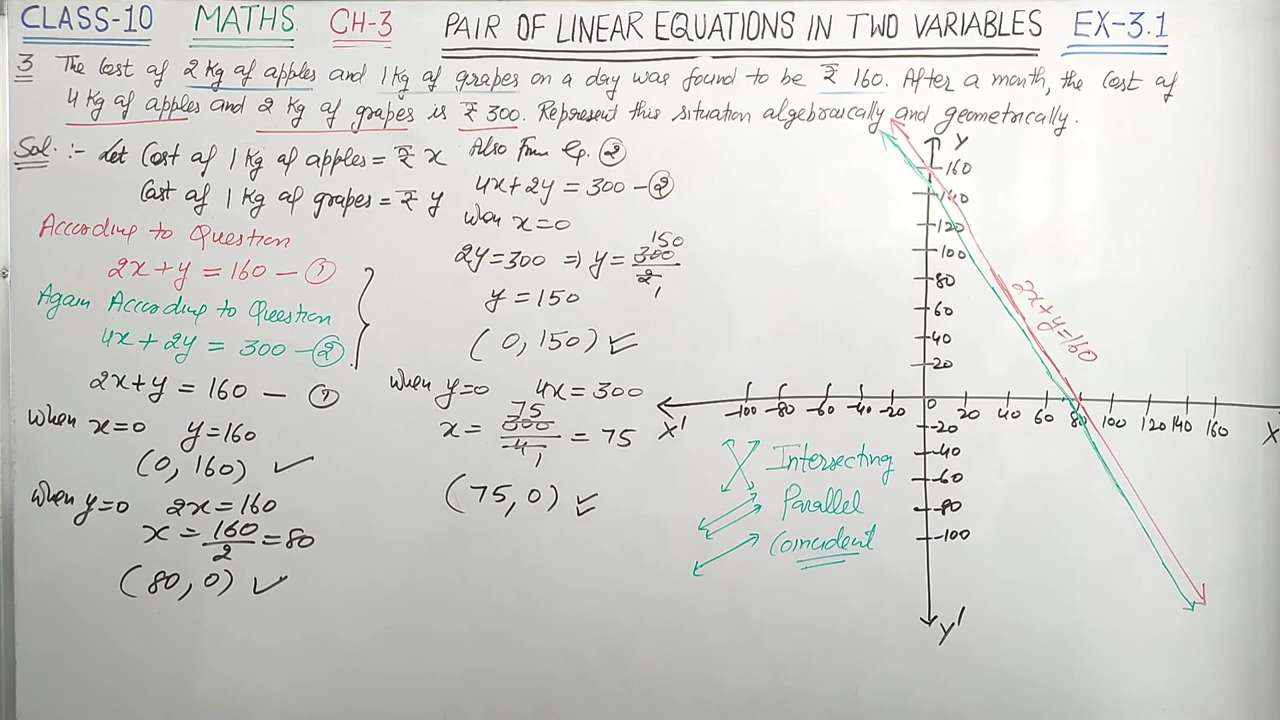 CLASS-10 MATHS. CH-3 PAIR OF LINEAR EQUATIONS IN TWO VARIABLES EX-3.1
3 The Cost of 2 Kg of apples and 1 Kg of grapes on a day was found to be ₹ 160. After a month, the Cost of
4 Kg of apples and 2 Kg of grapes is ₹ 300. Represent this situation algebraically and geometrically.
Sol. :- Let Cost of 1 Kg of apples = ₹ x
Cost of 1 Kg of grapes = ₹ y
According to Question
2x + y = 160 — ①
Again According to Question
4x + 2y = 300 — ②
2x + y = 160 — ①
When x=0 y=160
(0, 160) ✓
When y=0 2x=160
x = 160/2 = 80
(80, 0) ✓
Also From Eq. ②
4x + 2y = 300 — ②
When x=0
2y=300 ⇒ y = 300/2 150 1
y = 150
(0, 150) ✓
When y=0 4x = 300
x = 300/4 75 1 = 75
(75, 0) ✓
Y
160
140
120
100
80
60
40
20
X' -100 -80 -60 -40 -20 0 20 40 60 80 100 120 140 160 X
-20
-40
-60
-80
-100
Y'
2x+y=160
Intersecting
Parallel
Coincident